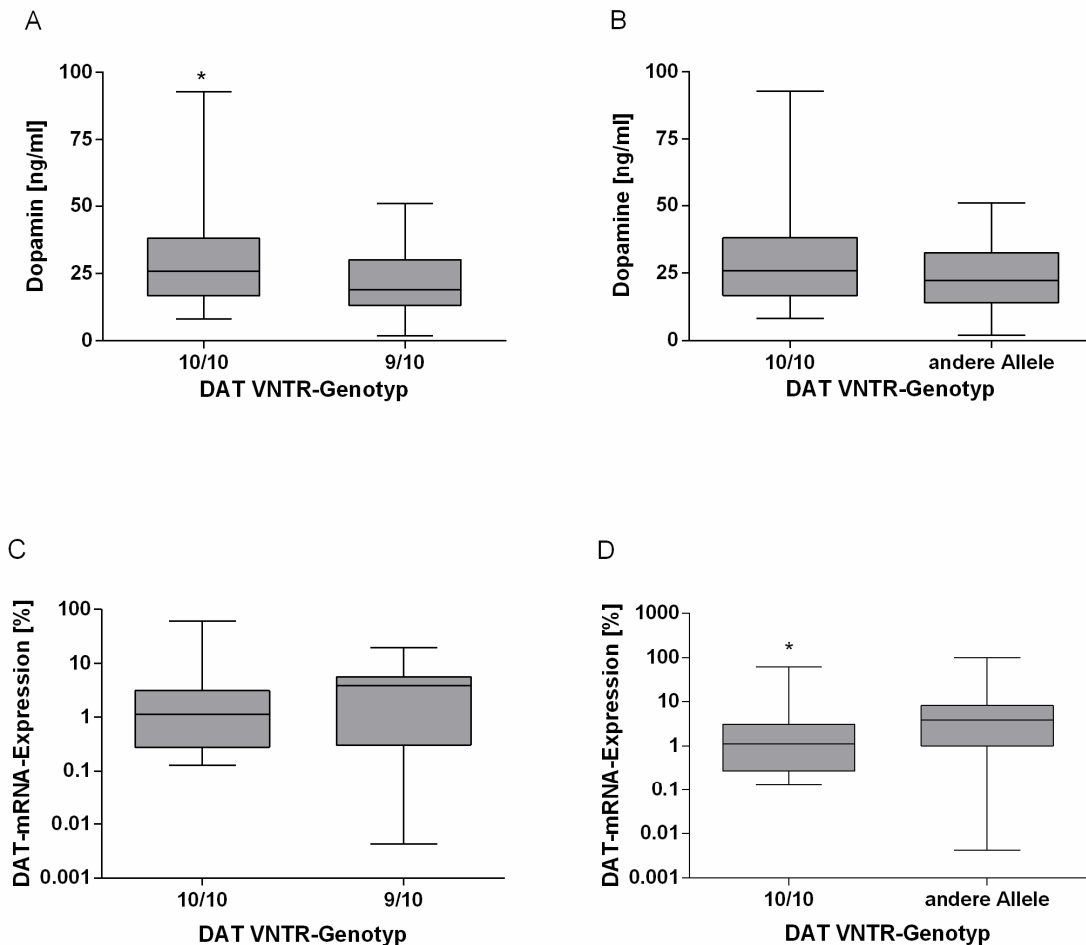 A
Dopamin [ng/ml]
100
75
50
25
0
*
10/10
9/10
DAT VNTR-Genotyp
B
Dopamine [ng/ml]
100
75
50
25
0
10/10
andere Allele
DAT VNTR-Genotyp
C
DAT-mRNA-Expression [%]
100
10
1
0.1
0.01
0.001
10/10
9/10
DAT VNTR-Genotyp
D
DAT-mRNA-Expression [%]
1000
100
10
1
0.1
0.01
0.001
*
10/10
andere Allele
DAT VNTR-Genotyp